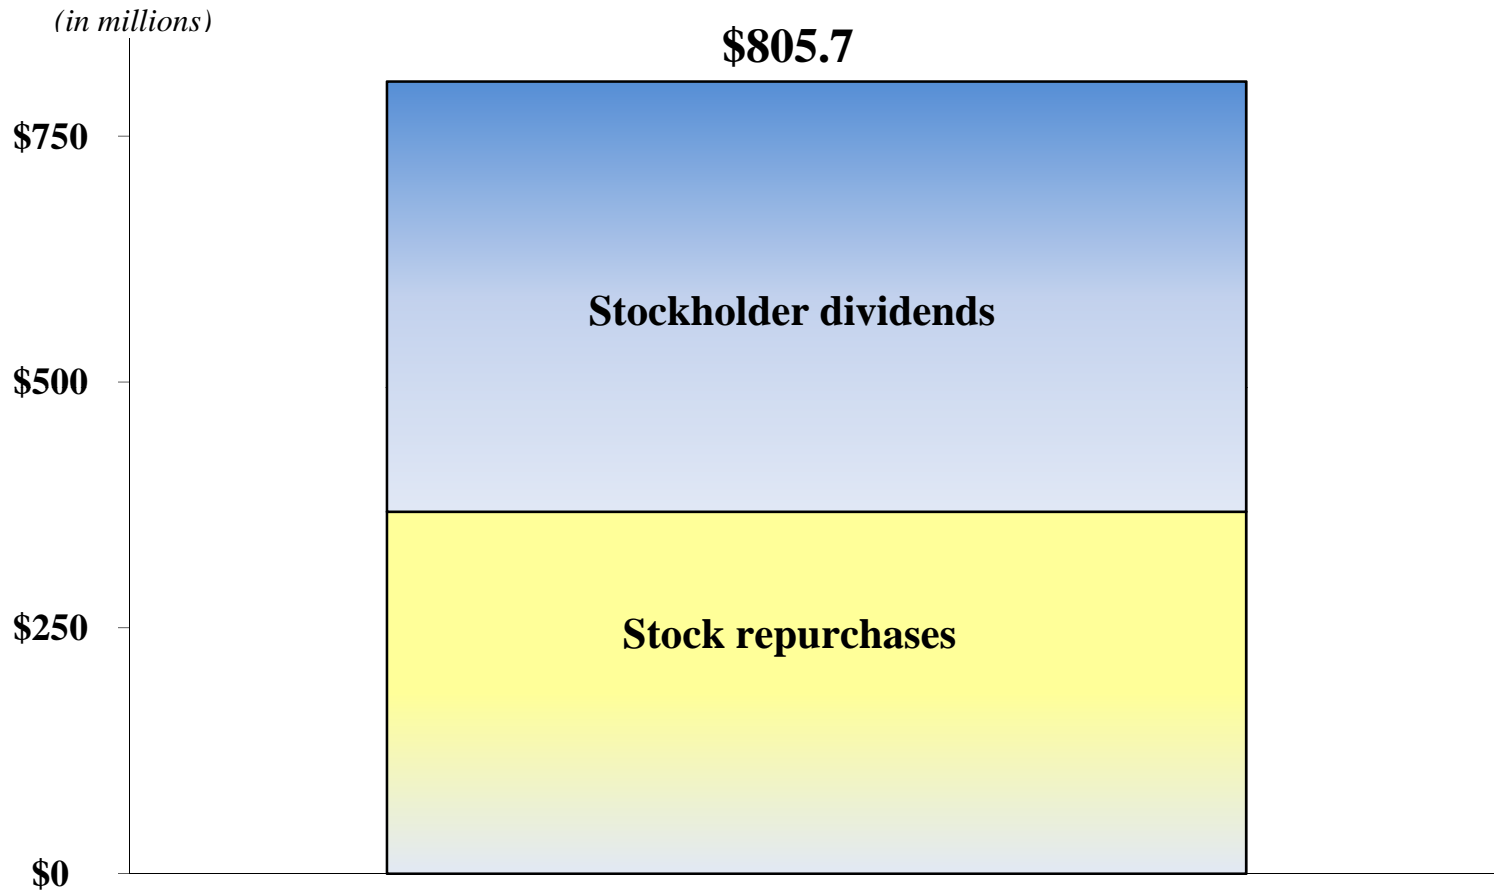 (in millions)
$805.7
$750
Stockholder dividends
$500
$250
Stock repurchases
$0